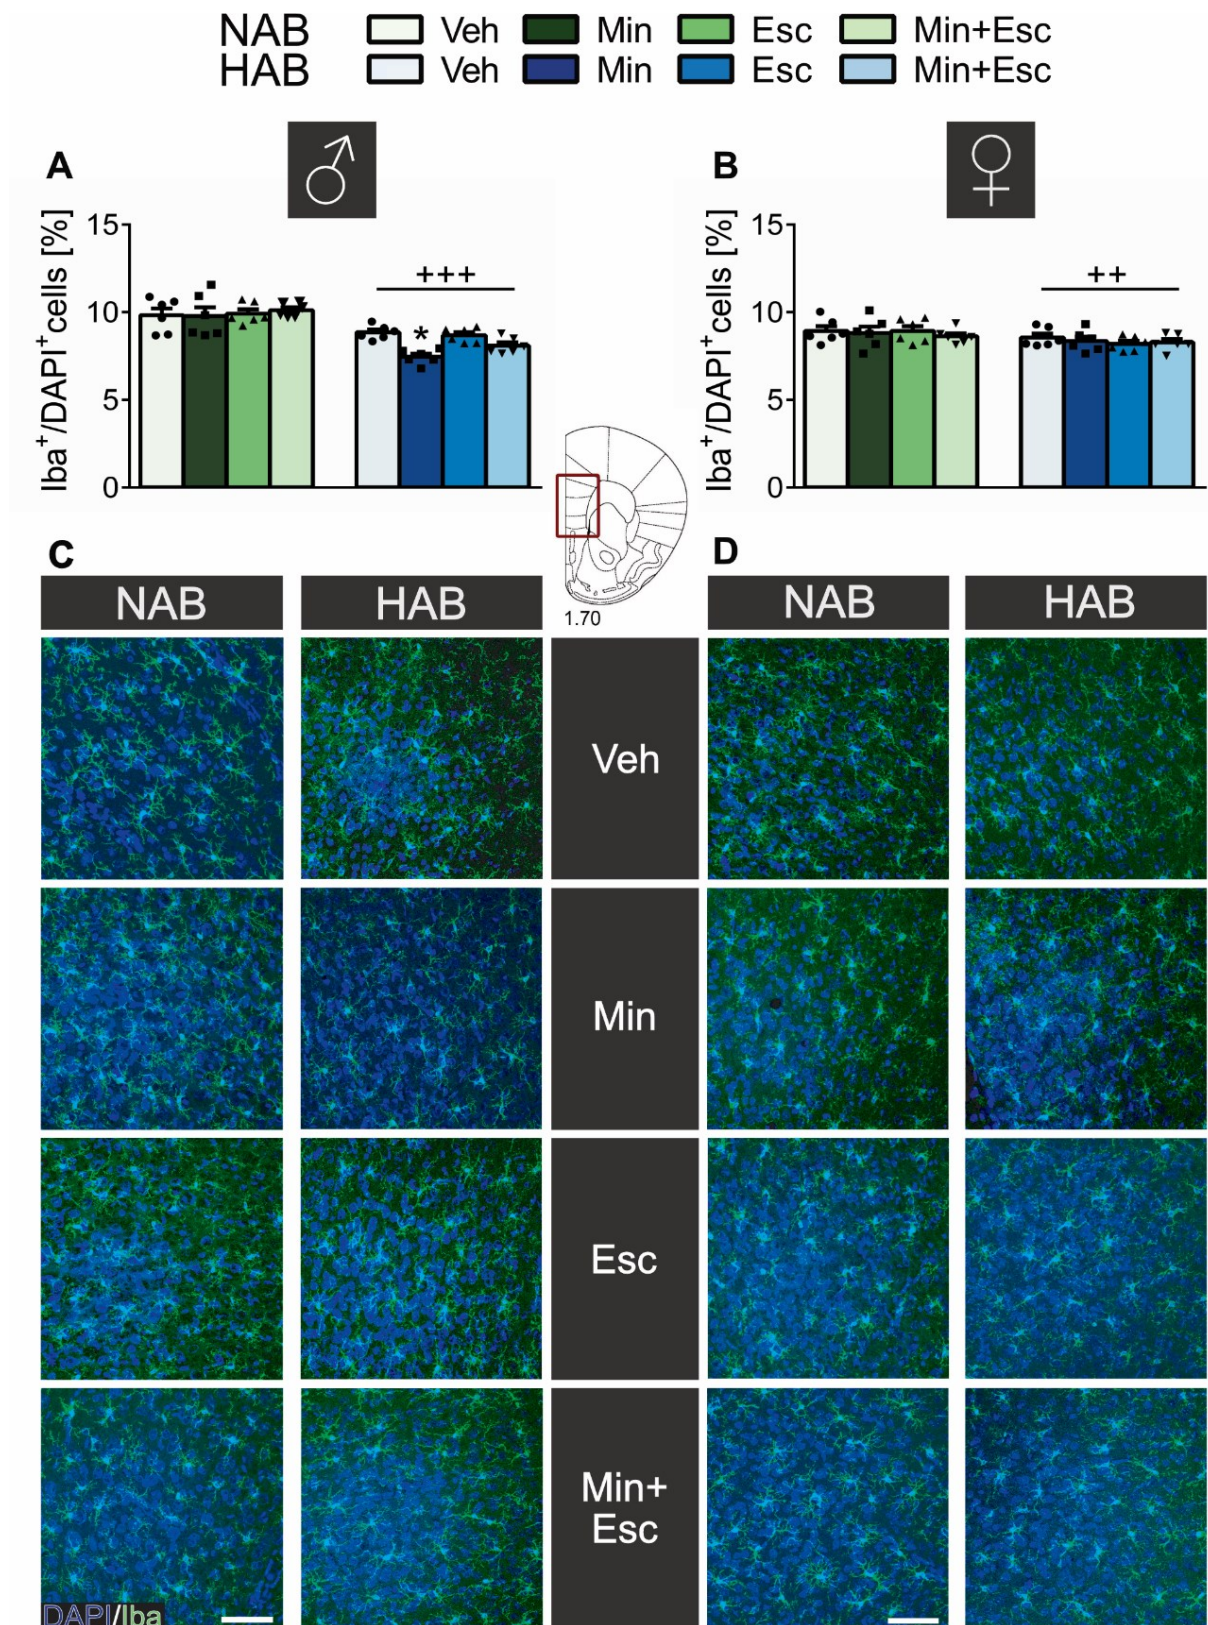 NAB Veh Min Esc Min+Esc
HAB Veh Min Esc Min+Esc
A
♂
B
♀
Iba⁺/DAPI⁺cells [%]
15
10
5
0
+++
*
Iba⁺/DAPI⁺cells [%]
15
10
5
0
++
1.70
C
NAB HAB
D
NAB HAB
Veh
Min
Esc
Min+
Esc
DAPI/Iba